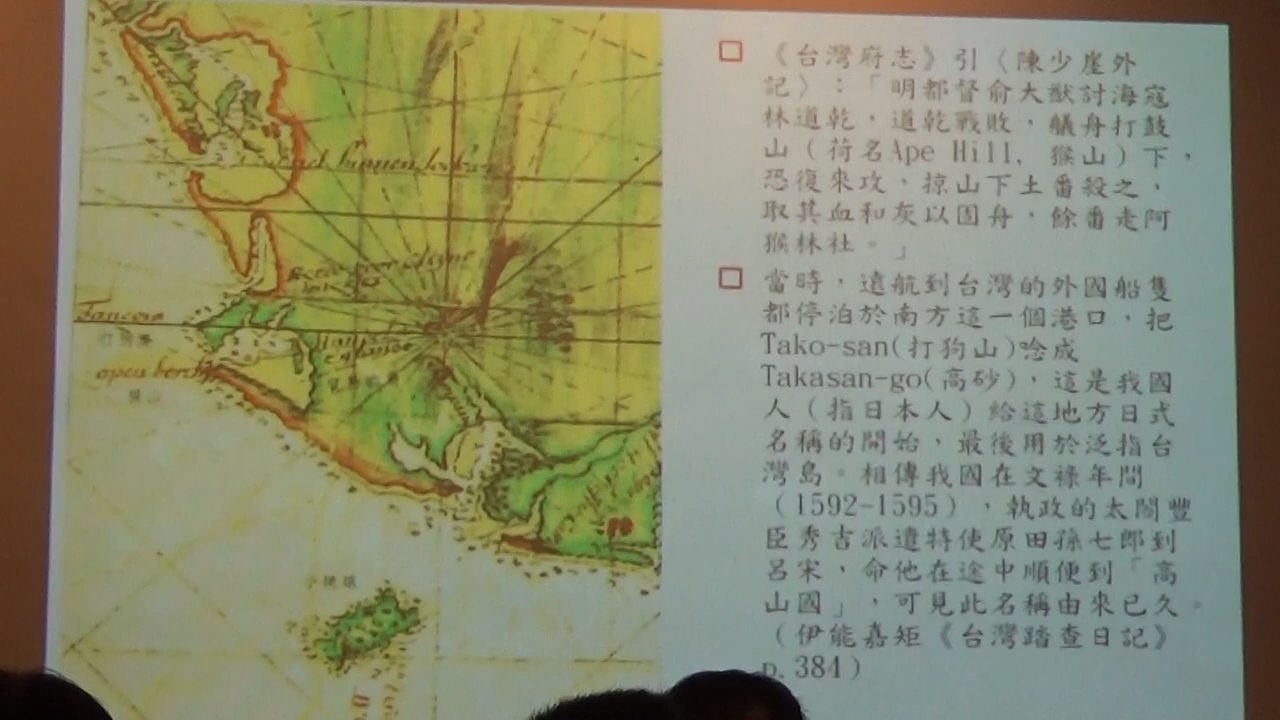 《台灣府志》引〈陳少崖外
記〉：「明都督俞大猷討海寇
林道乾，道乾戰敗，艤舟打鼓
山（荷名Ape Hill, 猴山）下，
恐復來攻，掠山下土番殺之，
取其血和灰以固舟，餘番走阿
猴林社。」
當時，遠航到台灣的外國船隻
都停泊於南方這一個港口，把
Tako-san(打狗山)唸成
Takasan-go(高砂)，這是我國
人（指日本人）給這地方日式
名稱的開始，最後用於泛指台
灣島。相傳我國在文祿年間
（1592-1595），執政的太閤豐
臣秀吉派遣特使原田孫七郎到
呂宋，命他在途中順便到「高
山國」，可見此名稱由來已久。
（伊能嘉矩《台灣踏查日記》
p.384）
Tancoia
猴山